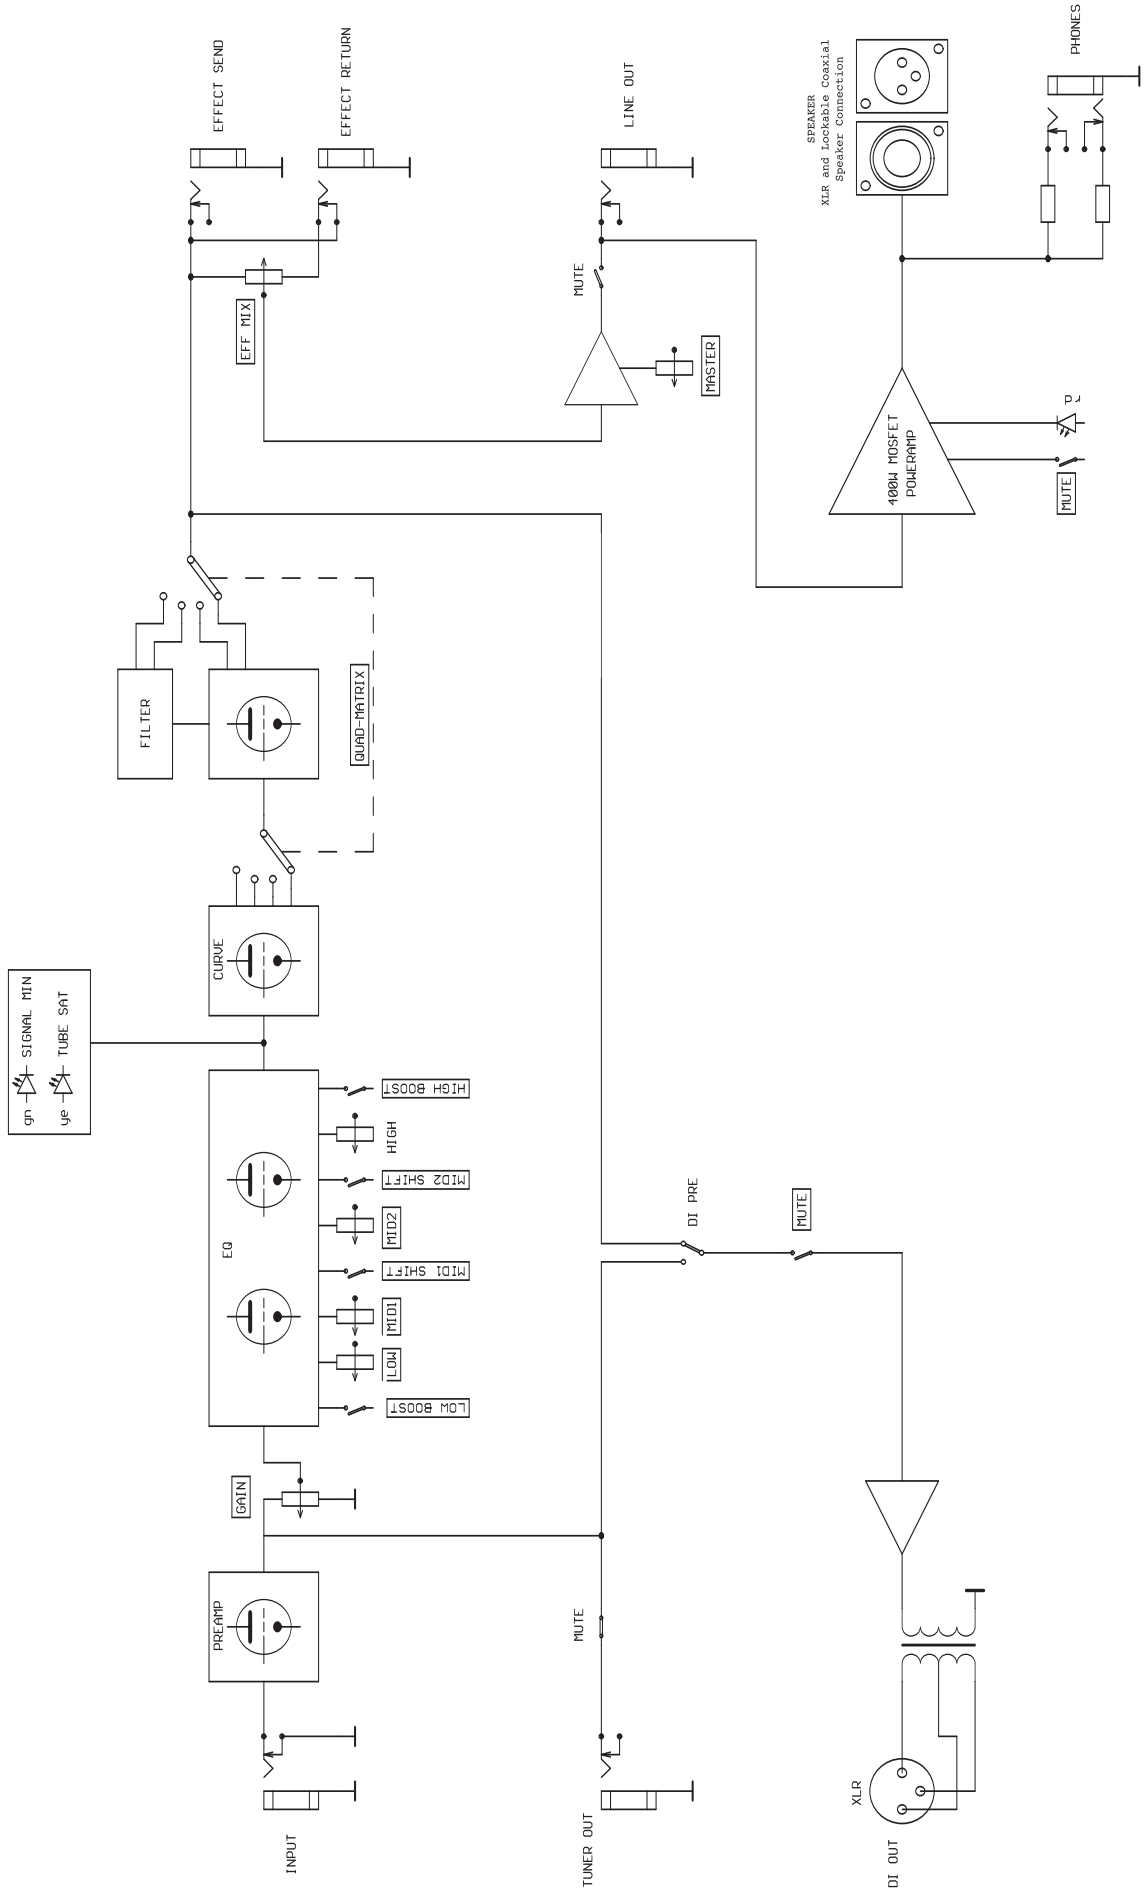 INPUT
PREAMP
GAIN
EQ
LOW BOOST
LOW
MID1
MID1 SHIFT
MID2
MID2 SHIFT
HIGH
HIGH BOOST
gn SIGNAL MIN
ye TUBE SAT
CURVE
QUAD-MATRIX
FILTER
EFF MIX
EFFECT SEND
EFFECT RETURN
TUNER OUT
MUTE
DI PRE
MUTE
MASTER
MUTE
LINE OUT
DI OUT
XLR
400W MOSFET
POWERAMP
MUTE
SPEAKER
XLR and Lockable Coaxial
Speaker Connection
PHONES